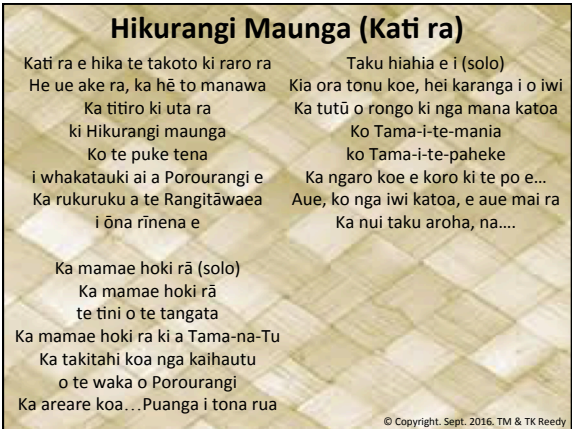 Hikurangi Maunga (Kati ra)
Kati ra e hika te takoto ki raro ra
He ue ake ra, ka hē to manawa
Ka titiro ki uta ra
ki Hikurangi maunga
Ko te puke tena
i whakatauki ai a Porourangi e
Ka rukuruku a te Rangitāwaea
i ōna rīnena e
Ka mamae hoki rā (solo)
Ka mamae hoki rā
te tini o te tangata
Ka mamae hoki ra ki a Tama-na-Tu
Ka takitahi koa nga kaihautu
o te waka o Porourangi
Ka areare koa...Puanga i tona rua
Taku hiahia e i (solo)
Kia ora tonu koe, hei karanga i o iwi
Ka tutū o rongo ki nga mana katoa
Ko Tama-i-te-mania
ko Tama-i-te-paheke
Ka ngaro koe e koro ki te po e...
Aue, ko nga iwi katoa, e aue mai ra
Ka nui taku aroha, na....
© Copyright. Sept. 2016. TM & TK Reedy